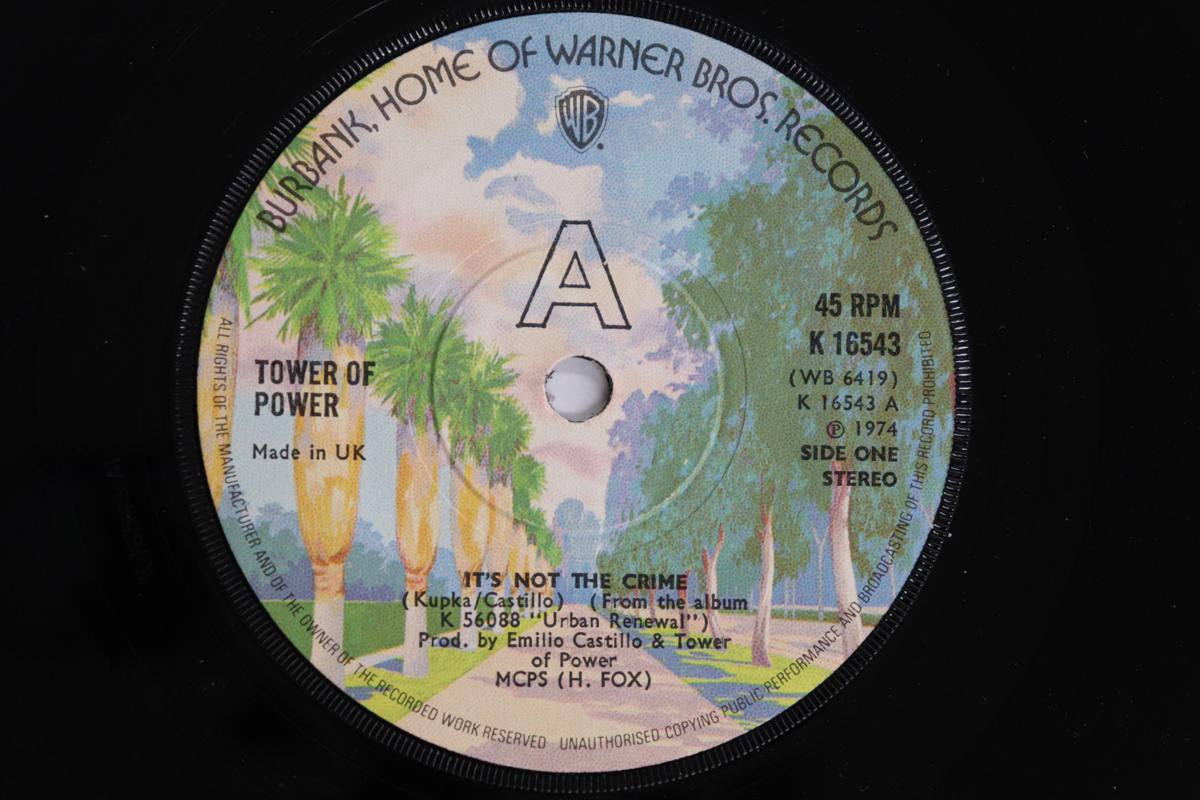 BURBANK, HOME OF WARNER BROS. RECORDS
WB
A
45 RPM
K 16543
(WB 6419)
K 16543 A
℗ 1974
SIDE ONE
STEREO
TOWER OF
POWER
Made in UK
IT'S NOT THE CRIME
(Kupka/Castillo) (From the album
K 56088 "Urban Renewal")
Prod. by Emilio Castillo & Tower
of Power
MCPS (H. FOX)
ALL RIGHTS OF THE MANUFACTURER AND OF THE OWNER OF THE RECORDED WORK RESERVED UNAUTHORISED COPYING PUBLIC PERFORMANCE AND BROADCASTING OF THIS RECORD PROHIBITED